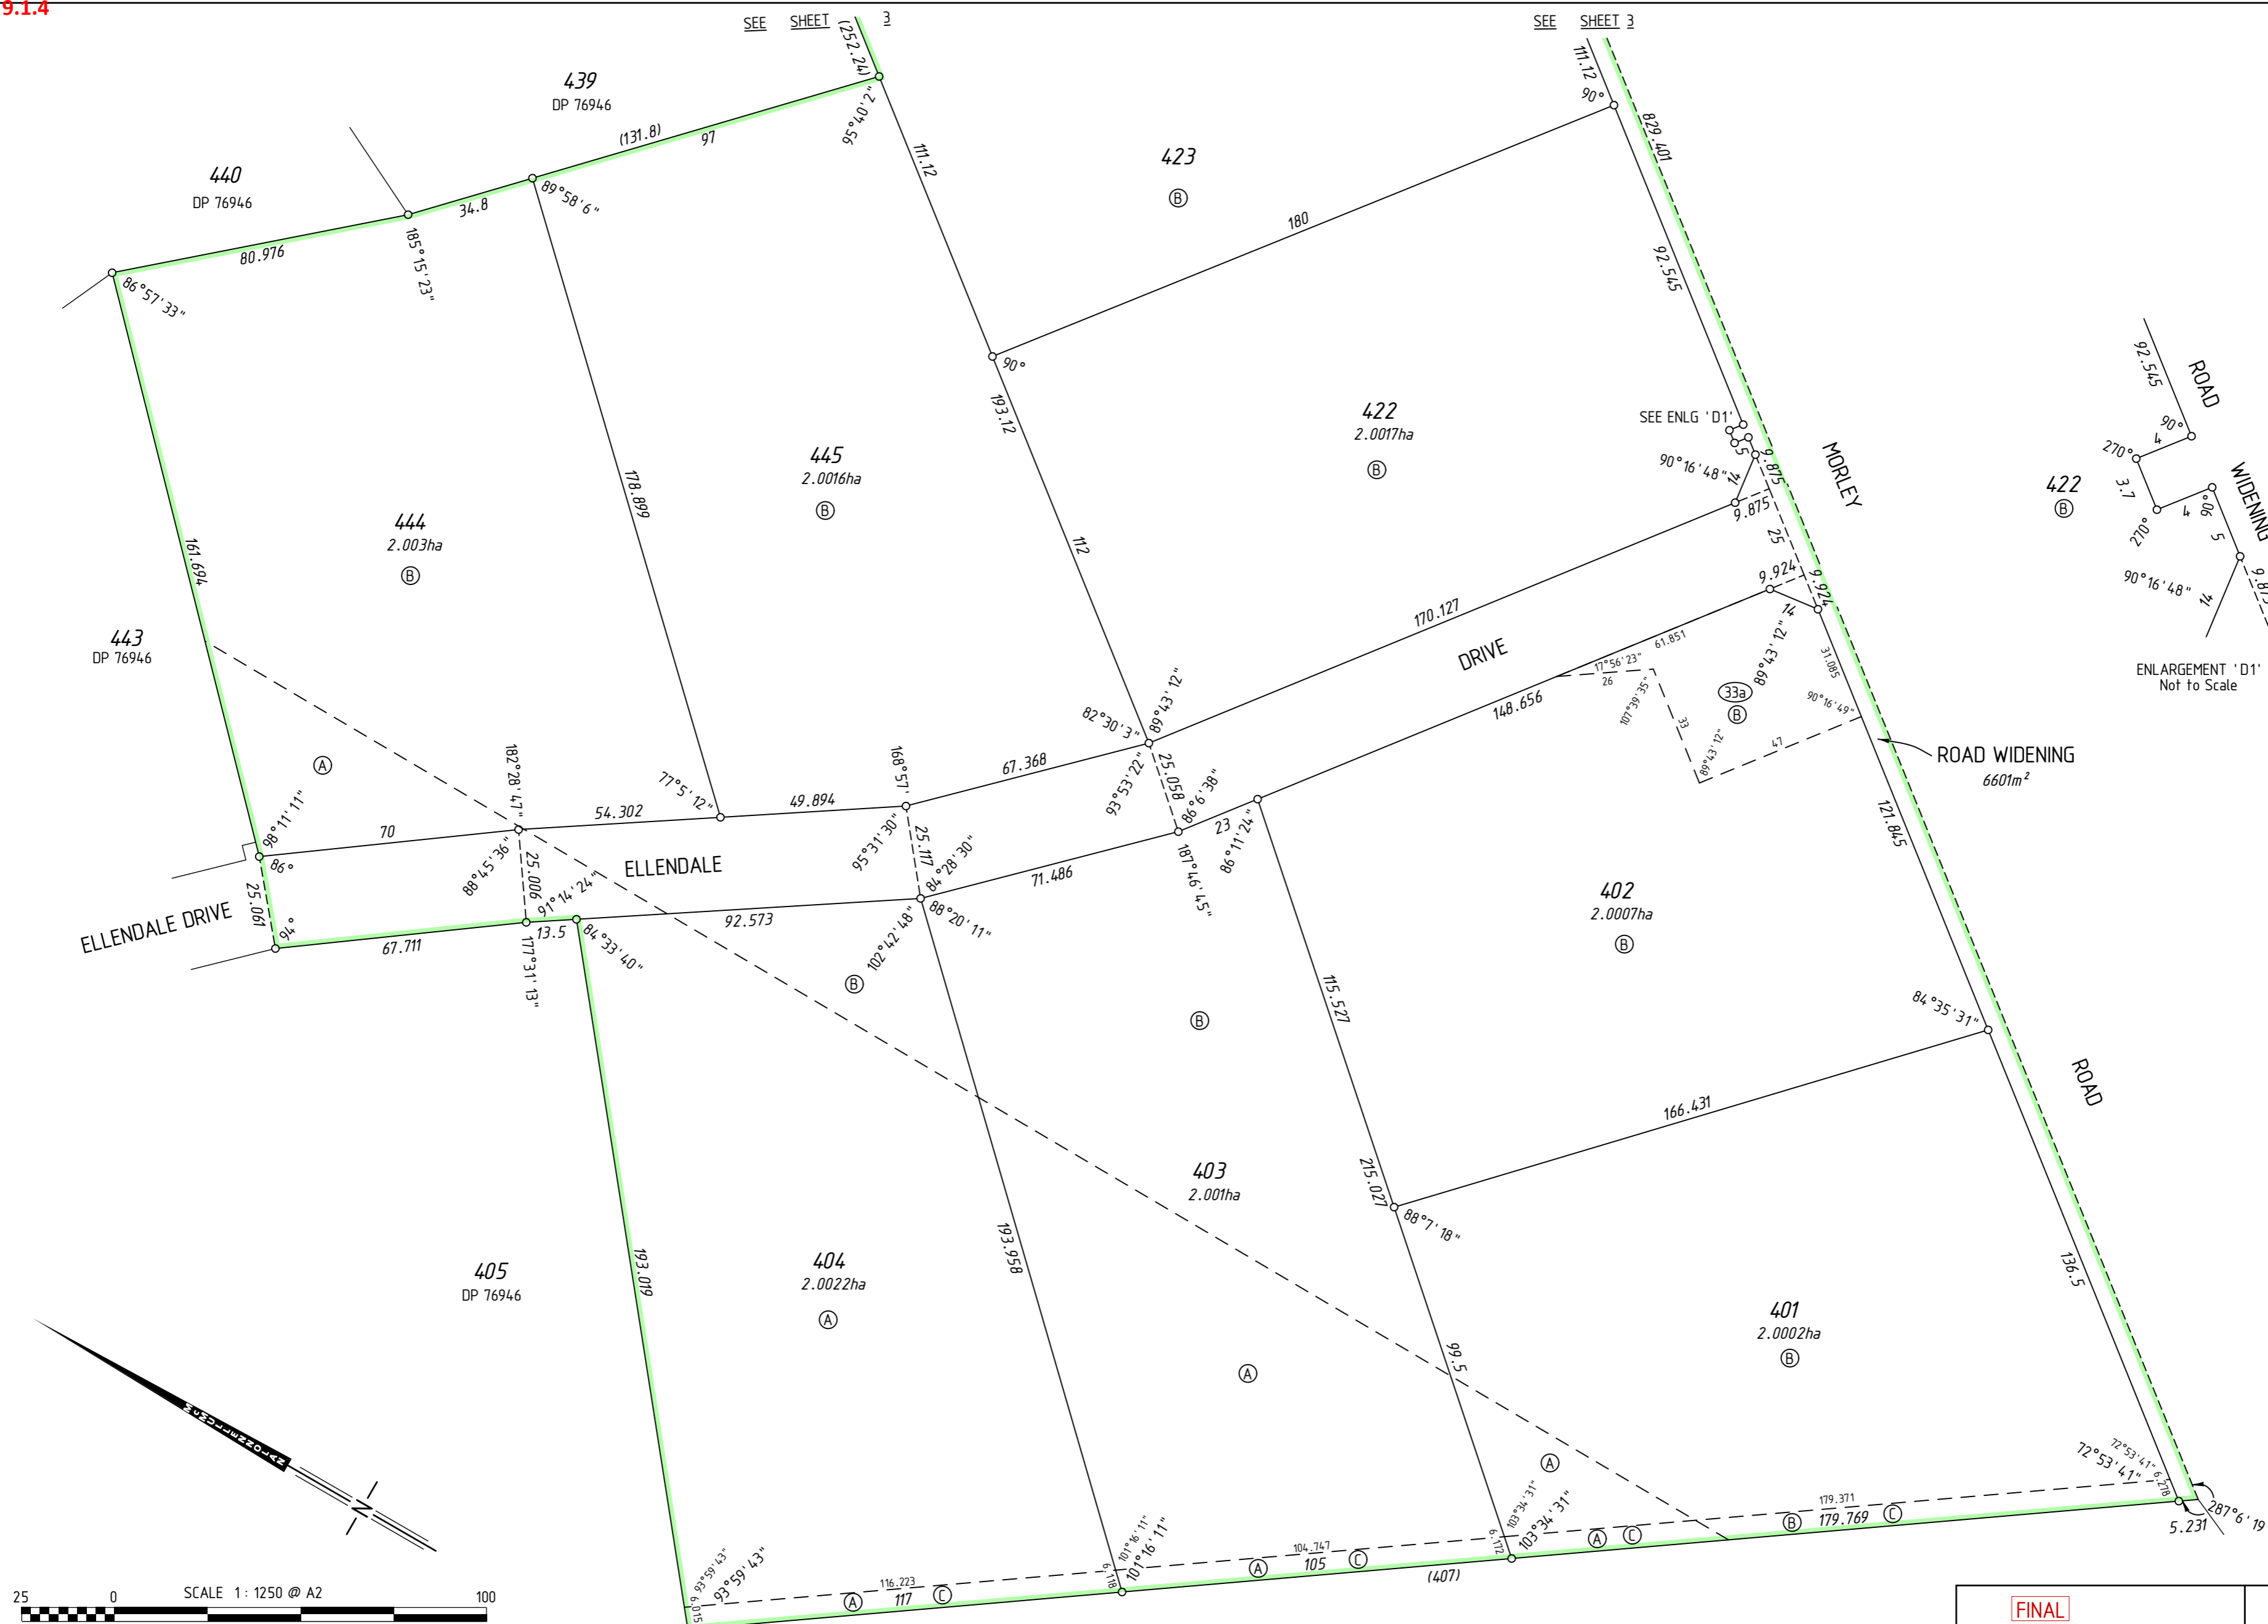 9.1.4
SEE SHEET 3
SEE SHEET 3
(252.24)
111.12
90°
829.401
439
DP 76946
(131.8)
97
95°40'2"
440
DP 76946
34.8
89°58'6"
80.976
185°15'23"
86°57'33"
111.12
423
B
180
92.545
90°
193.12
422
2.0017ha
B
SEE ENLG 'D1'
5
9.875
90°16'48"
14
9.875
25
MORLEY
92.545
ROAD
90°
4
270°
3.7
422
B
4
90°
270°
5
WIDENING
90°16'48"
14
9.875
ENLARGEMENT 'D1'
Not to Scale
445
2.0016ha
B
178.899
444
2.003ha
B
161.694
443
DP 76946
112
170.127
9.924
9.924
14
DRIVE
61.851
17°56'23"
26
107°39'35"
33
33a
B
89°43'12"
31.085
90°16'49"
89°43'12"
47
148.656
ROAD WIDENING
6601m²
82°30'3"
89°43'12"
A
182°28'47"
168°57'
77°5'12"
67.368
93°53'22"
25.058
86°6'38"
54.302
49.894
98°11'11"
70
86°
88°45'36"
25.006
91°14'24"
ELLENDALE
95°31'30"
25.117
84°28'30"
23
86°11'24"
187°46'45"
71.486
121.845
ELLENDALE DRIVE
25.061
94°
67.711
13.5
177°31'13"
84°33'40"
92.573
102°42'48"
88°20'11"
402
2.0007ha
B
B
B
115.527
84°35'31"
ROAD
166.431
403
2.001ha
215.027
88°7'18"
193.958
193.019
405
DP 76946
404
2.0022ha
A
136.5
401
2.0002ha
B
99.5
A
A
McMULLEN NOLAN
N
103°34'31"
103°34'31"
72°53'41"
72°53'41"
6.278
179.371
179.769
B
C
287°6'19
5.231
6.172
A
C
101°16'11"
101°16'11"
104.747
105
A
C
(407)
93°59'43"
93°59'43"
6.118
116.223
117
A
C
6.015
25 0 SCALE 1 : 1250 @ A2 100
FINAL